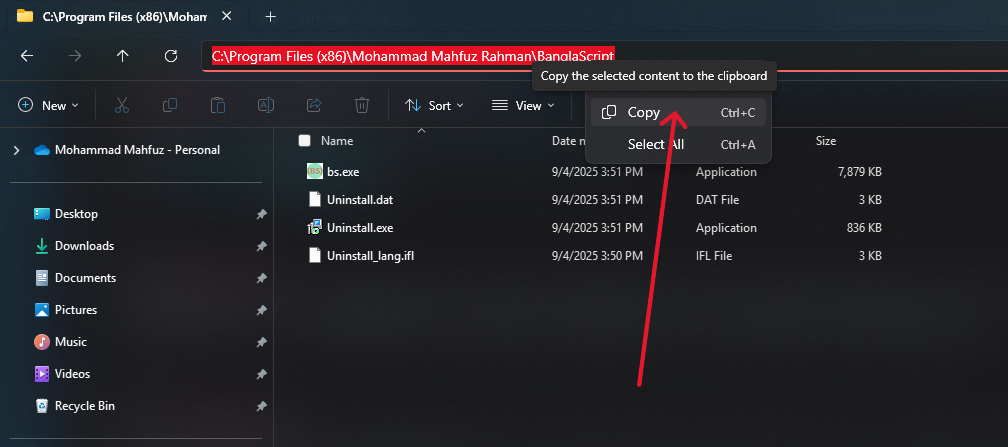 C:\Program Files (x86)\Moham
C:\Program Files (x86)\Mohammad Mahfuz Rahman\BanglaScript
Copy the selected content to the clipboard
New
Sort
View
Copy Ctrl+C
Select All Ctrl+A
Name Date m Size
Mohammad Mahfuz - Personal
bs.exe 9/4/2025 3:51 PM Application 7,879 KB
Uninstall.dat 9/4/2025 3:51 PM DAT File 3 KB
Uninstall.exe 9/4/2025 3:51 PM Application 836 KB
Uninstall_lang.ifl 9/4/2025 3:50 PM IFL File 3 KB
Desktop
Downloads
Documents
Pictures
Music
Videos
Recycle Bin